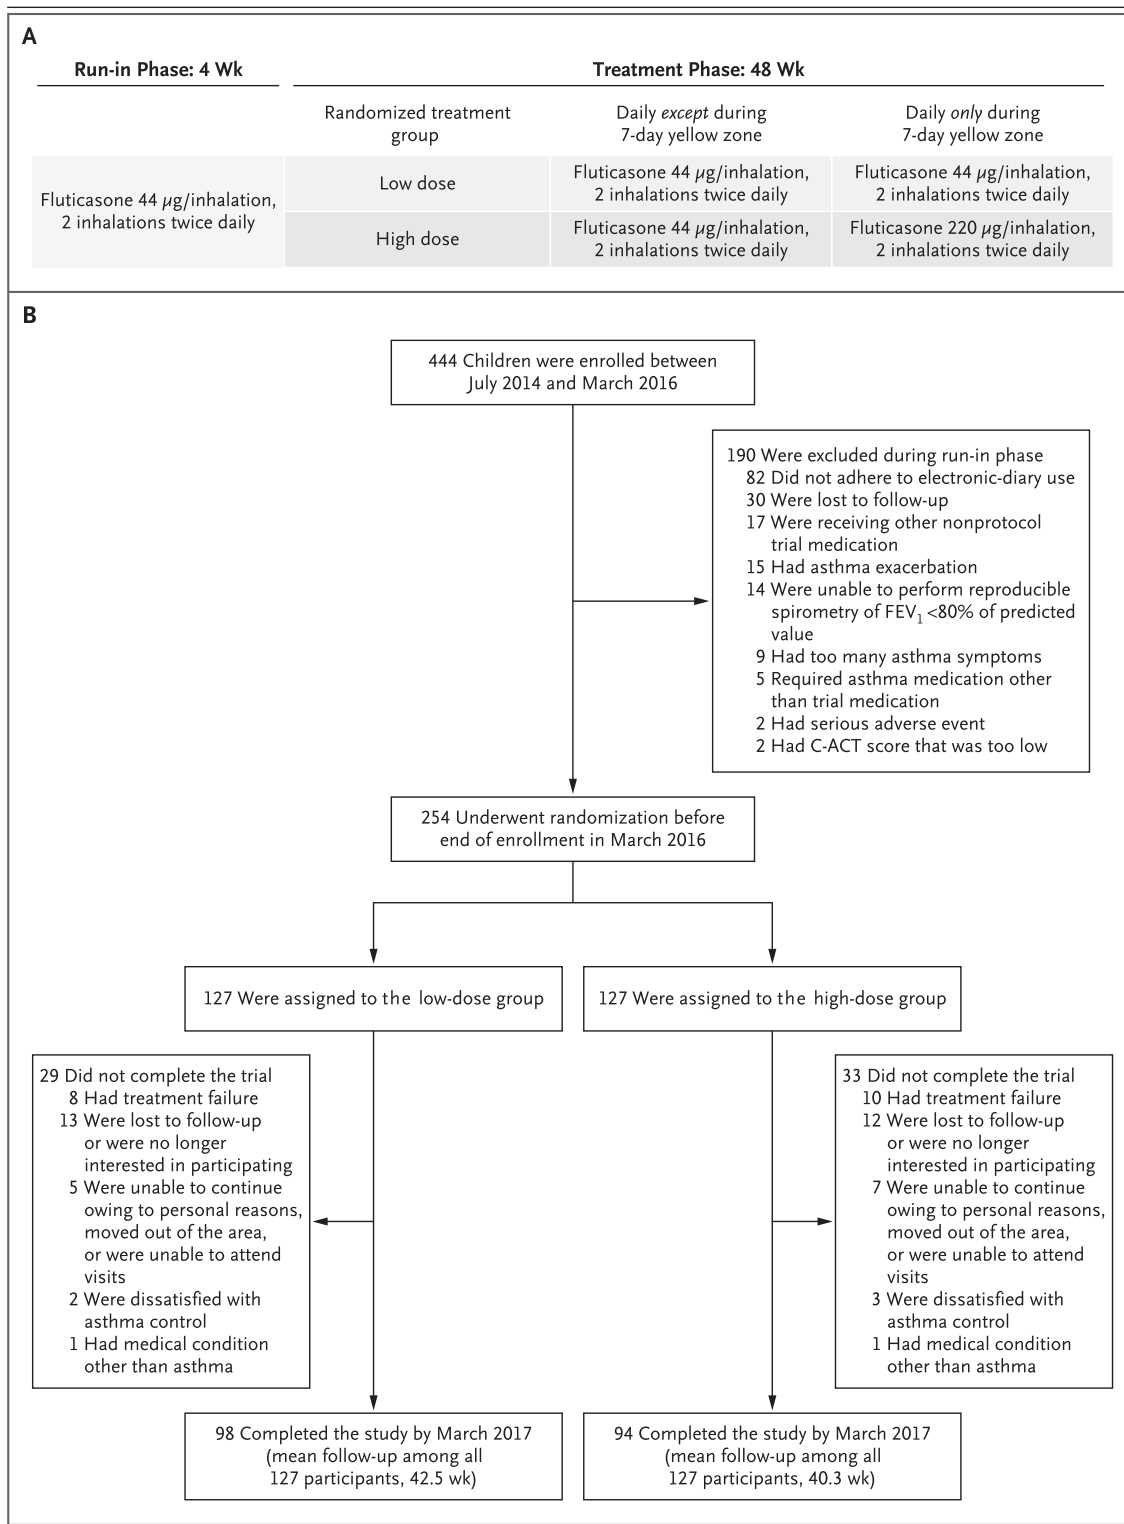 A
Run-in Phase: 4 Wk
Treatment Phase: 48 Wk
Randomized treatment
group
Daily except during
7-day yellow zone
Daily only during
7-day yellow zone
Fluticasone 44 µg/inhalation,
2 inhalations twice daily
Low dose
Fluticasone 44 µg/inhalation,
2 inhalations twice daily
Fluticasone 44 µg/inhalation,
2 inhalations twice daily
High dose
Fluticasone 44 µg/inhalation,
2 inhalations twice daily
Fluticasone 220 µg/inhalation,
2 inhalations twice daily
B
444 Children were enrolled between
July 2014 and March 2016
190 Were excluded during run-in phase
82 Did not adhere to electronic-diary use
30 Were lost to follow-up
17 Were receiving other nonprotocol
trial medication
15 Had asthma exacerbation
14 Were unable to perform reproducible
spirometry of FEV1 <80% of predicted
value
9 Had too many asthma symptoms
5 Required asthma medication other
than trial medication
2 Had serious adverse event
2 Had C-ACT score that was too low
254 Underwent randomization before
end of enrollment in March 2016
127 Were assigned to the low-dose group
127 Were assigned to the high-dose group
29 Did not complete the trial
8 Had treatment failure
13 Were lost to follow-up
or were no longer
interested in participating
5 Were unable to continue
owing to personal reasons,
moved out of the area,
or were unable to attend
visits
2 Were dissatisfied with
asthma control
1 Had medical condition
other than asthma
33 Did not complete the trial
10 Had treatment failure
12 Were lost to follow-up
or were no longer
interested in participating
7 Were unable to continue
owing to personal reasons,
moved out of the area,
or were unable to attend
visits
3 Were dissatisfied with
asthma control
1 Had medical condition
other than asthma
98 Completed the study by March 2017
(mean follow-up among all
127 participants, 42.5 wk)
94 Completed the study by March 2017
(mean follow-up among all
127 participants, 40.3 wk)